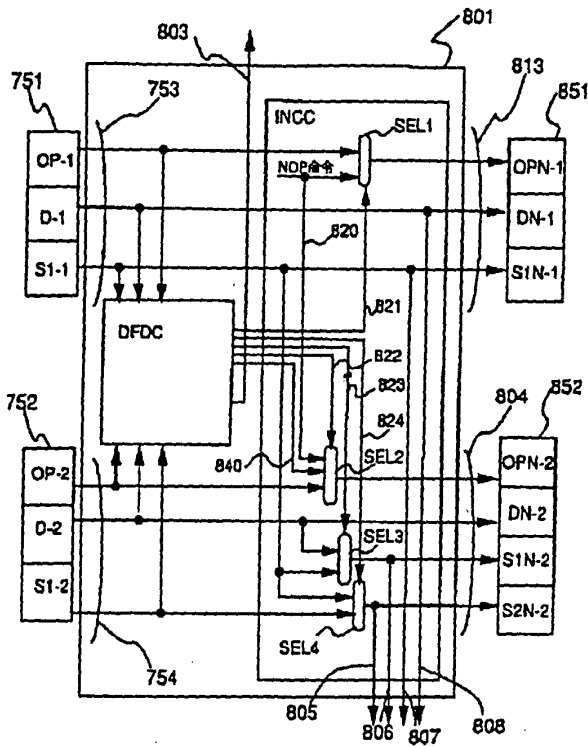 803
801
751
753
813
851
INCC
SEL1
OP-1
OPN-1
NOP命令
D-1
DN-1
820
S1-1
S1N-1
821
DFDC
822
823
752
824
804
852
840
SEL2
OP-2
OPN-2
D-2
SEL3
DN-2
S1N-2
S1-2
S2N-2
SEL4
754
805
806
807
808